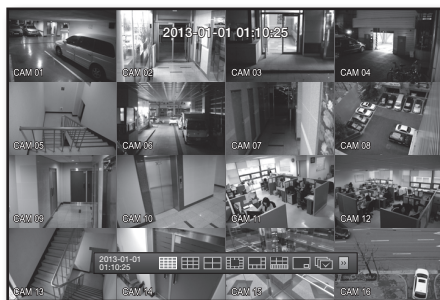 2013-01-01 01:10:25
CAM 01
CAM 02
CAM 03
CAM 04
CAM 05
CAM 06
CAM 07
CAM 08
CAM 09
CAM 10
CAM 11
CAM 12
2013-01-01
01:10:25
CAM 13
CAM 14
CAM 15
CAM 16